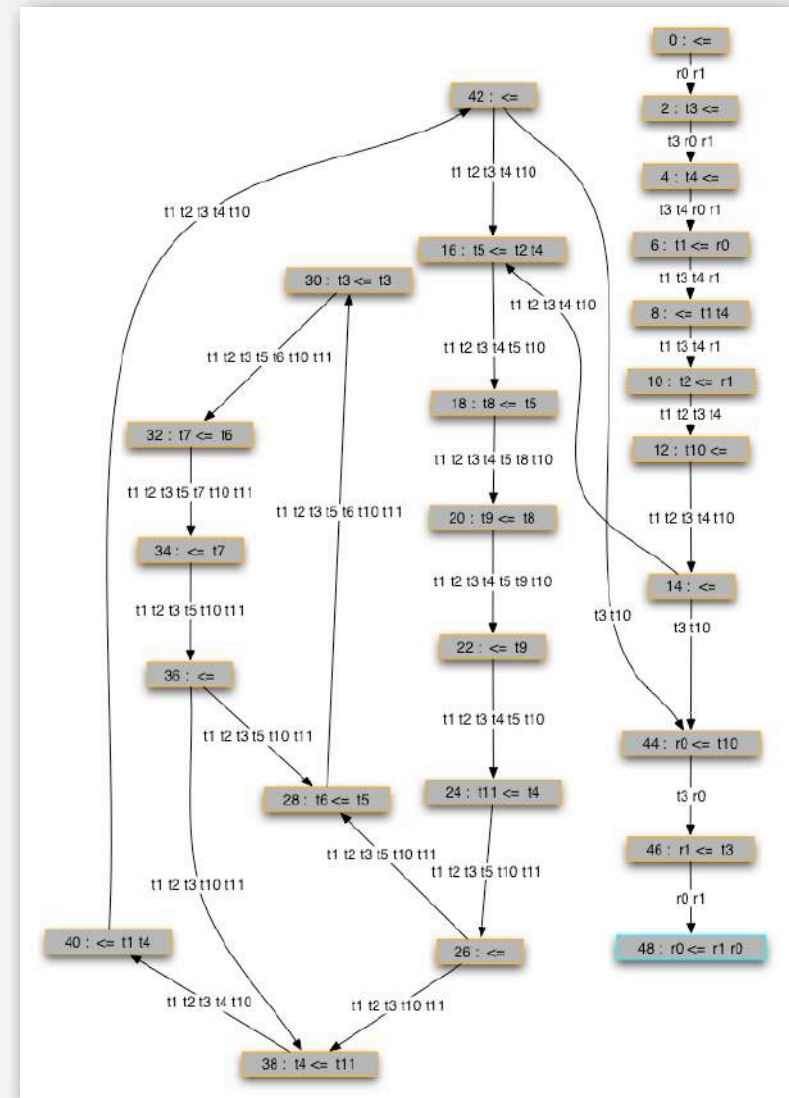 0 : <=
r0 r1
42 : <=
2 : t3 <=
t3 r0 r1
t1 t2 t3 t4 t10
4 : t4 <=
t1 t2 t3 t4 t10
t3 t4 r0 r1
16 : t5 <= t2 t4
6 : t1 <= r0
30 : t3 <= t3
t1 t3 t4 r1
t1 t2 t3 t4 t10
8 : <= t1 t4
t1 t2 t3 t4 t5 t10
t1 t2 t3 t5 t6 t10 t11
t1 t3 t4 r1
10 : t2 <= r1
18 : t8 <= t5
t1 t2 t3 t4
32 : t7 <= t6
12 : t10 <=
t1 t2 t3 t4 t5 t8 t10
t1 t2 t3 t5 t7 t10 t11
t1 t2 t3 t5 t6 t10 t11
t1 t2 t3 t4 t10
20 : t9 <= t8
34 : <= t7
t1 t2 t3 t4 t5 t9 t10
14 : <=
t1 t2 t3 t5 t10 t11
t3 t10
t3 t10
22 : <= t9
36 : <=
t1 t2 t3 t4 t5 t10
t1 t2 t3 t5 t10 t11
44 : r0 <= t10
28 : t6 <= t5
24 : t11 <= t4
t3 r0
t1 t2 t3 t5 t10 t11
46 : r1 <= t3
t1 t2 t3 t5 t10 t11
t1 t2 t3 t10 t11
r0 r1
40 : <= t1 t4
26 : <=
48 : r0 <= r1 r0
t1 t2 t3 t4 t10
t1 t2 t3 t10 t11
38 : t4 <= t11